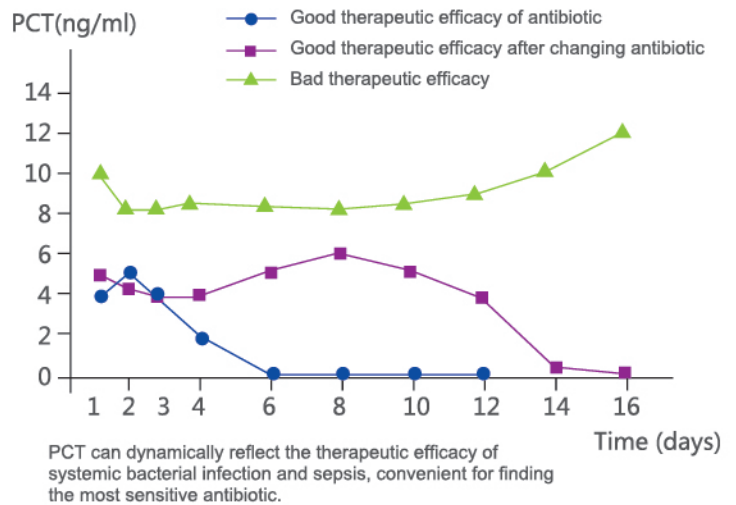 PCT(ng/ml)
Good therapeutic efficacy of antibiotic
Good therapeutic efficacy after changing antibiotic
Bad therapeutic efficacy
14
12
10
8
6
4
2
0
1 2 3 4 6 8 10 12 14 16
Time (days)
PCT can dynamically reflect the therapeutic efficacy of
systemic bacterial infection and sepsis, convenient for finding
the most sensitive antibiotic.